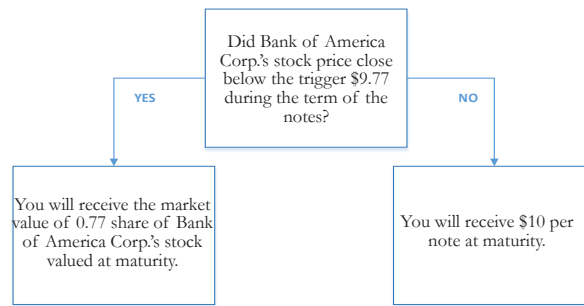 Did Bank of America
Corp.'s stock price close
below the trigger $9.77
during the term of the
notes?
YES
NO
You will receive the market
value of 0.77 share of Bank
of America Corp.'s stock
valued at maturity.
You will receive $10 per
note at maturity.